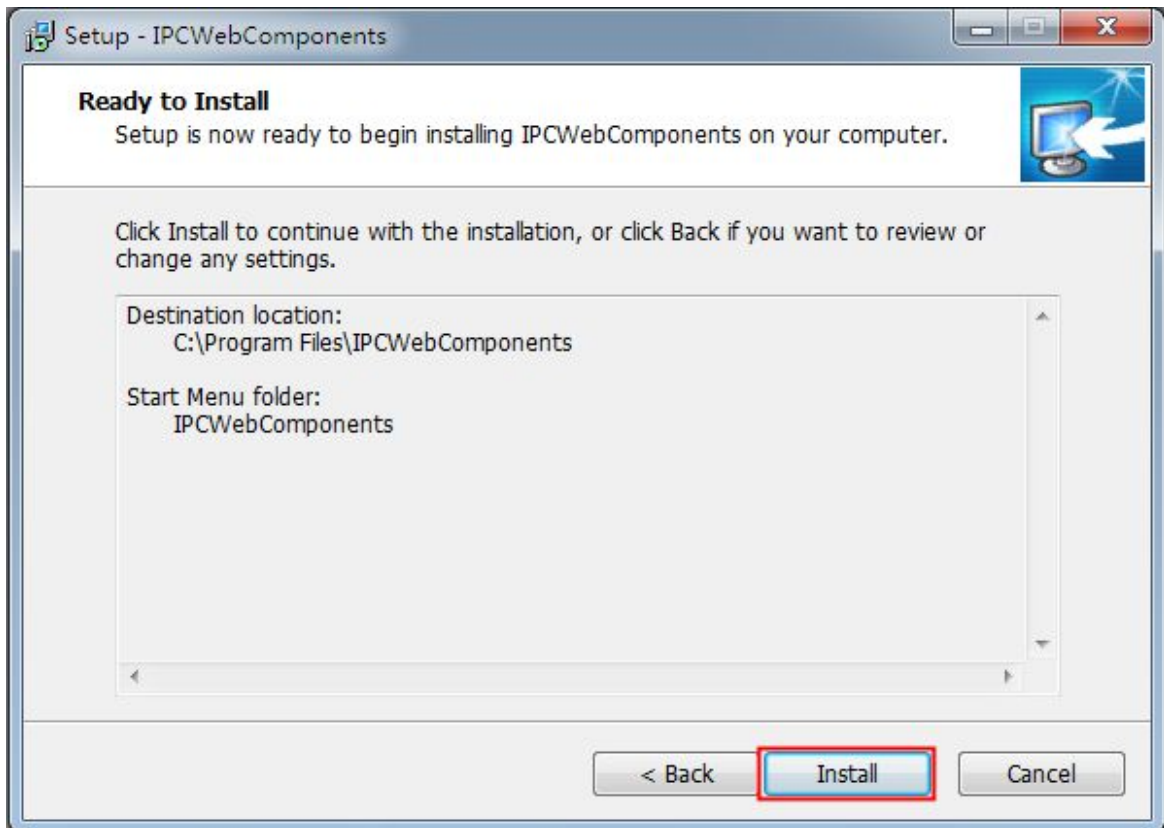 Setup - IPCWebComponents
Ready to Install
Setup is now ready to begin installing IPCWebComponents on your computer.
Click Install to continue with the installation, or click Back if you want to review or
change any settings.
Destination location:
C:\Program Files\IPCWebComponents
Start Menu folder:
IPCWebComponents
< Back
Install
Cancel